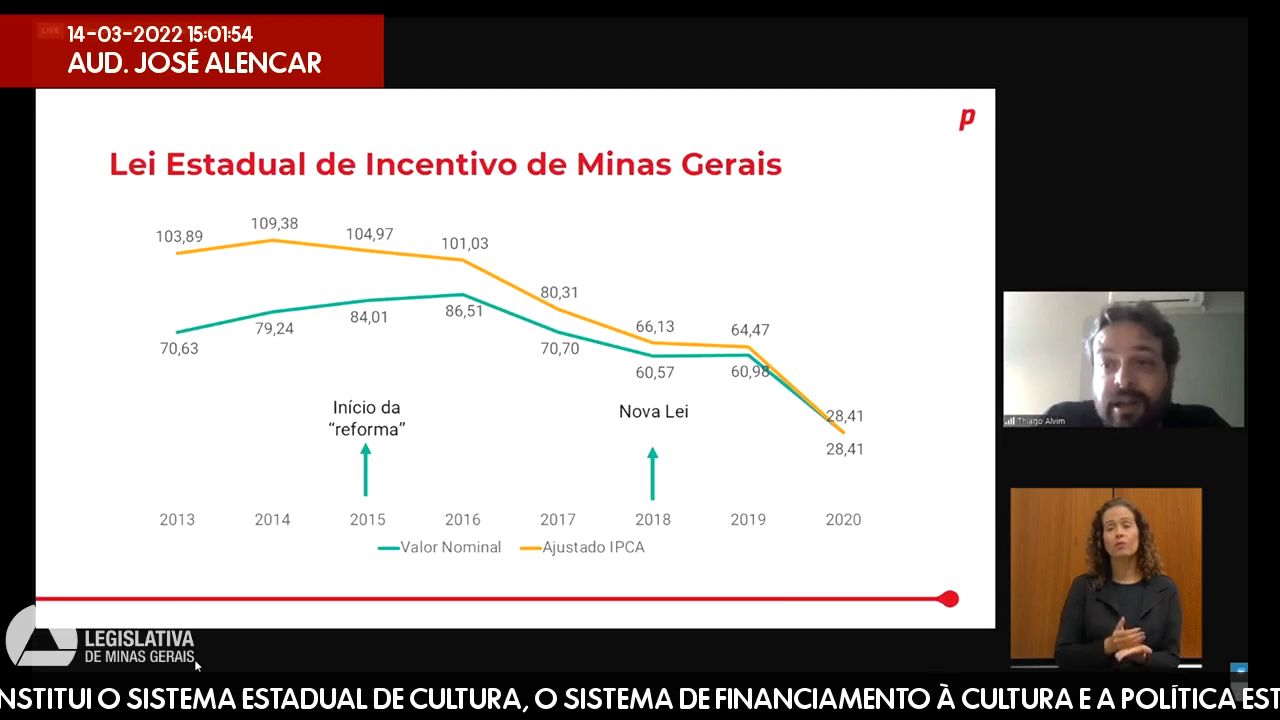 LIVE
14-03-2022 15:01:54
AUD. JOSÉ ALENCAR
p
Lei Estadual de Incentivo de Minas Gerais
103,89
109,38
104,97
101,03
80,31
66,13
64,47
28,41
70,63
79,24
84,01
86,51
70,70
60,57
60,98
28,41
Início da
“reforma”
Nova Lei
2013 2014 2015 2016 2017 2018 2019 2020
Valor Nominal Ajustado IPCA
Thiago Alvim
LEGISLATIVA
DE MINAS GERAIS
NSTITUI O SISTEMA ESTADUAL DE CULTURA, O SISTEMA DE FINANCIAMENTO À CULTURA E A POLÍTICA EST